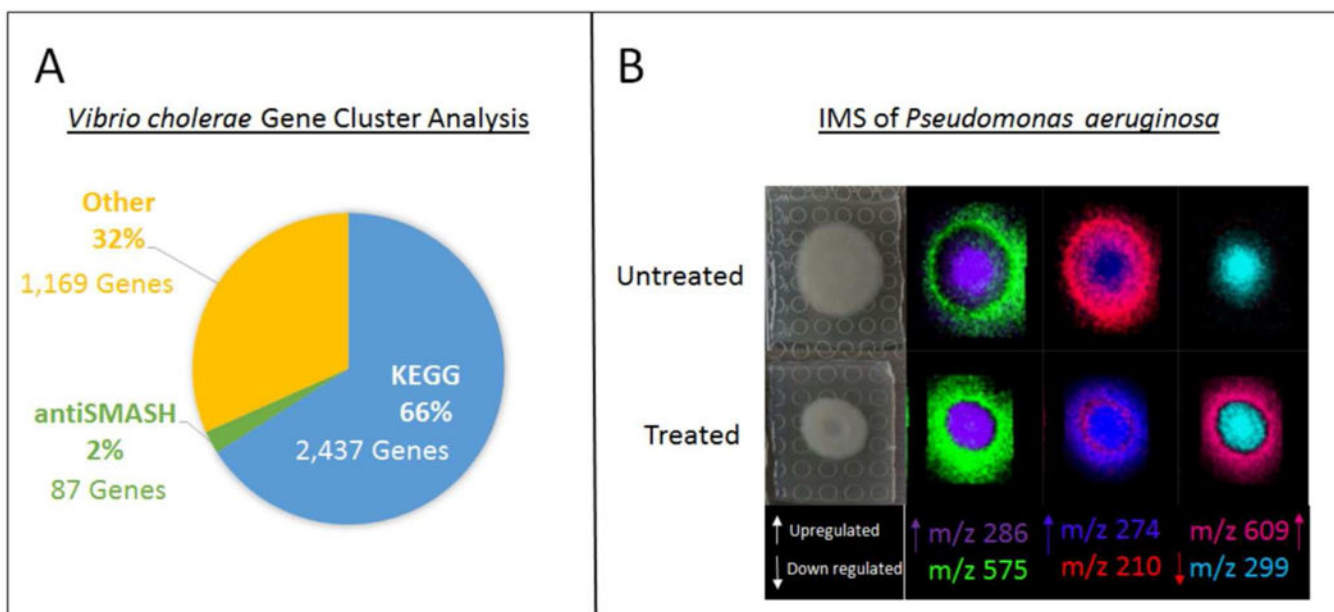 A
Vibrio cholerae Gene Cluster Analysis
Other
32%
1,169 Genes
antiSMASH
2%
87 Genes
KEGG
66%
2,437 Genes
B
IMS of Pseudomonas aeruginosa
Untreated
Treated
↑ Upregulated
↓ Down regulated
↑ m/z 286
m/z 575
↑ m/z 274
m/z 210 ↓
m/z 609 ↑
m/z 299